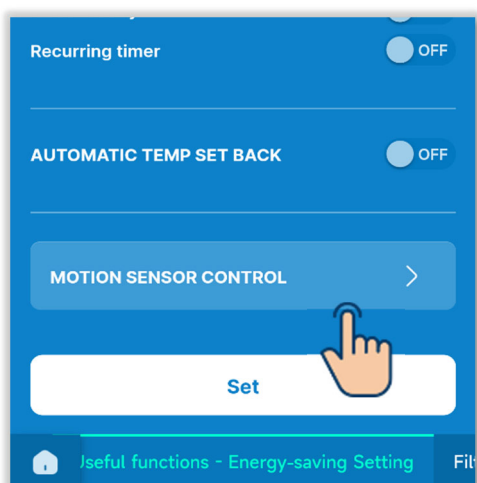 Recurring timer
OFF
AUTOMATIC TEMP SET BACK
OFF
MOTION SENSOR CONTROL
Set
Useful functions - Energy-saving Setting